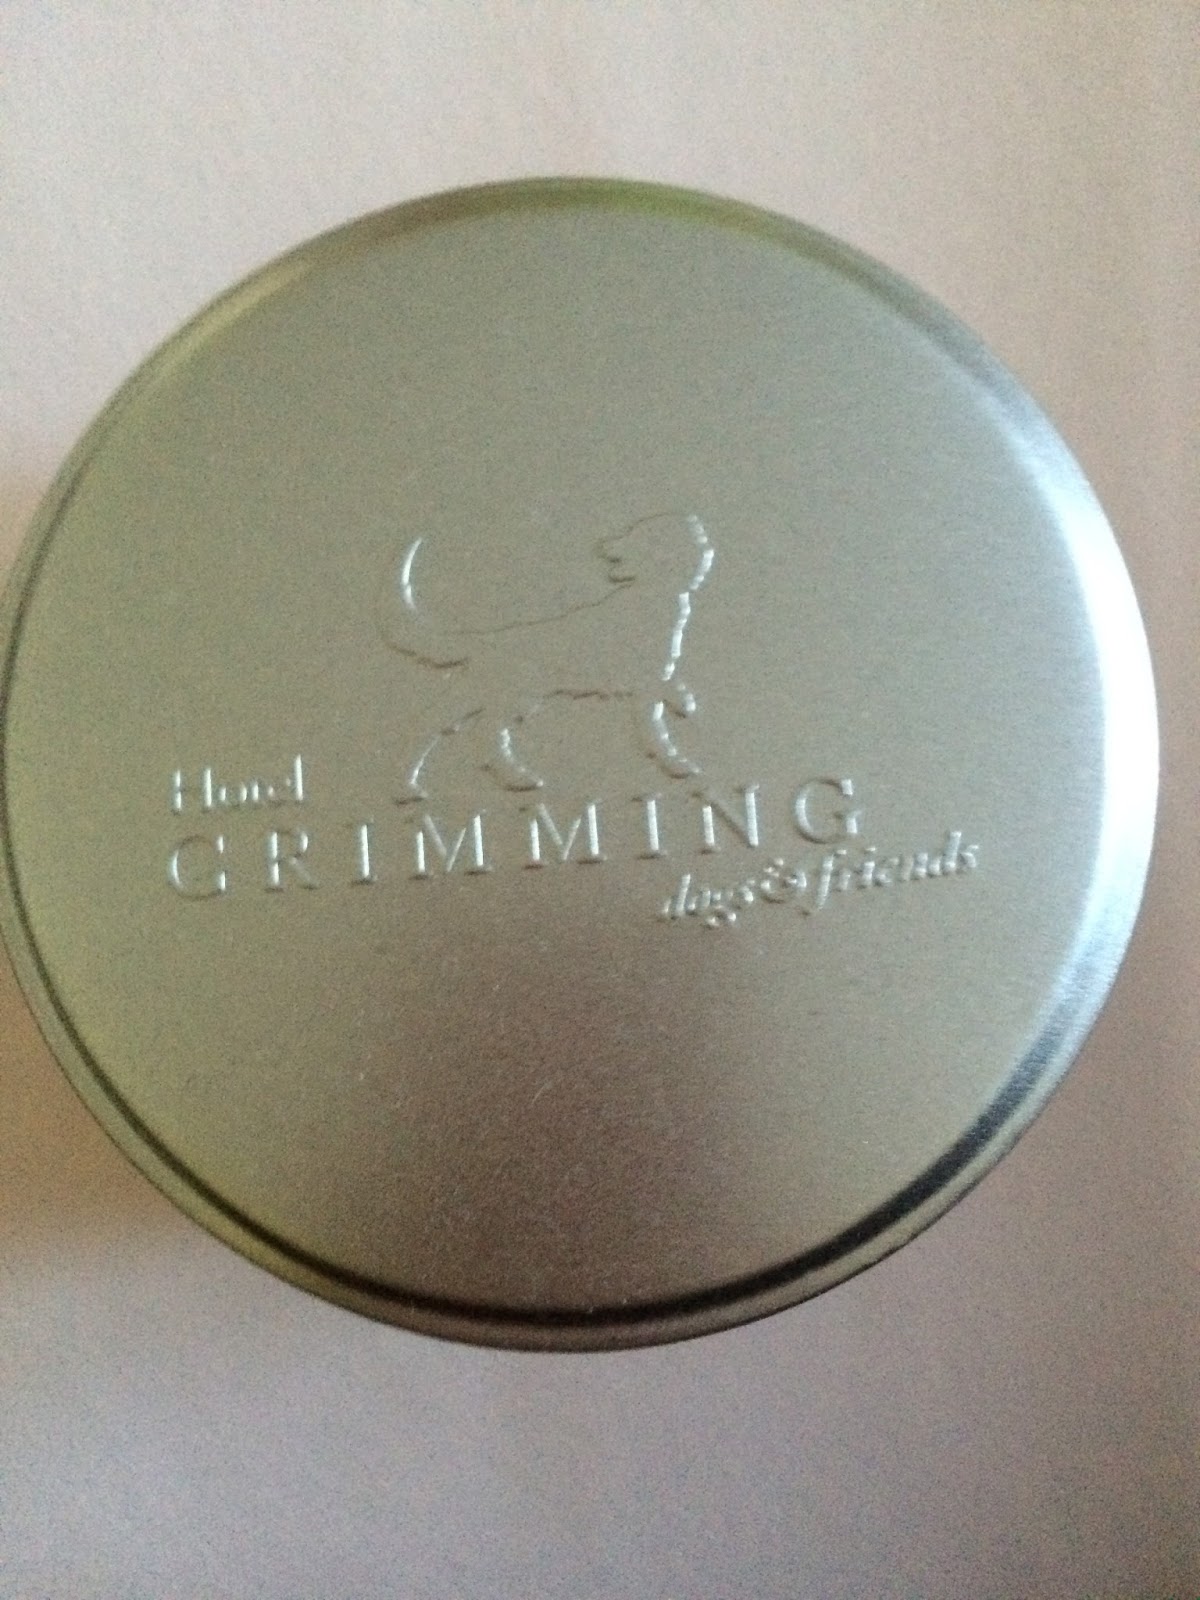 Hotel
GRIMMING
dogs & friends